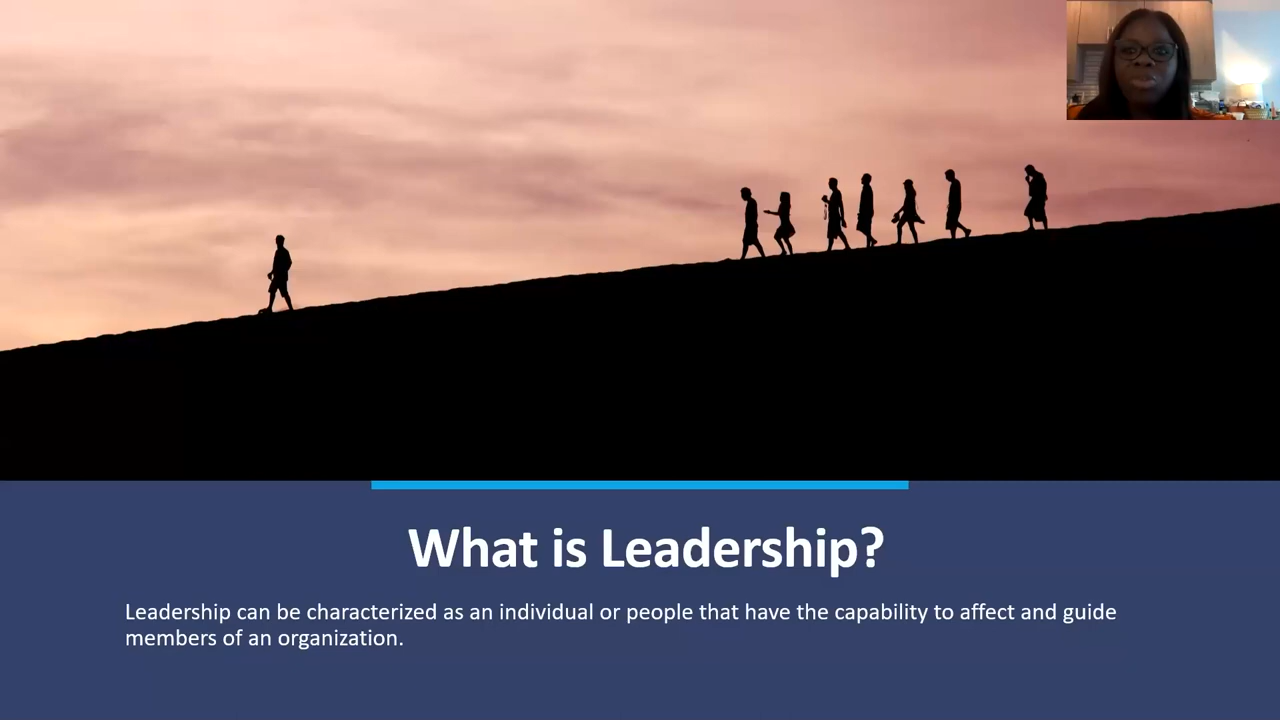 What is Leadership?
Leadership can be characterized as an individual or people that have the capability to affect and guide
members of an organization.